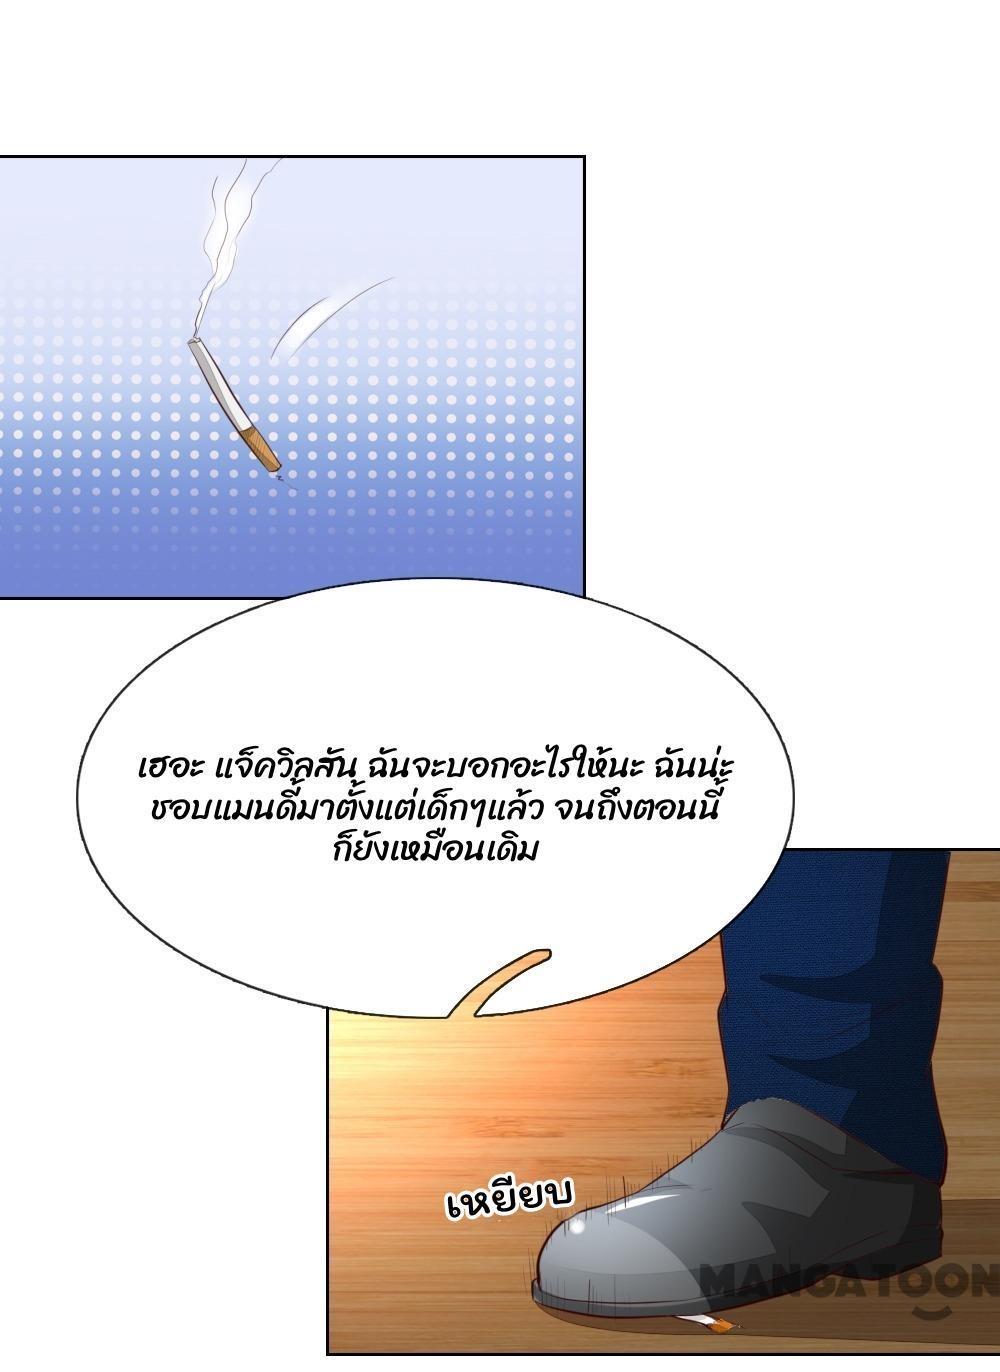 เฮอะ แจ็ควิลสัน ฉันจะบอกอะไรให้นะ ฉันน่ะ
ชอบแมนดี้มาตั้งแต่เด็กๆแล้ว จนถึงตอนนี้
ก็ยังเหมือนเดิม
เหยียบ
MANGATOON